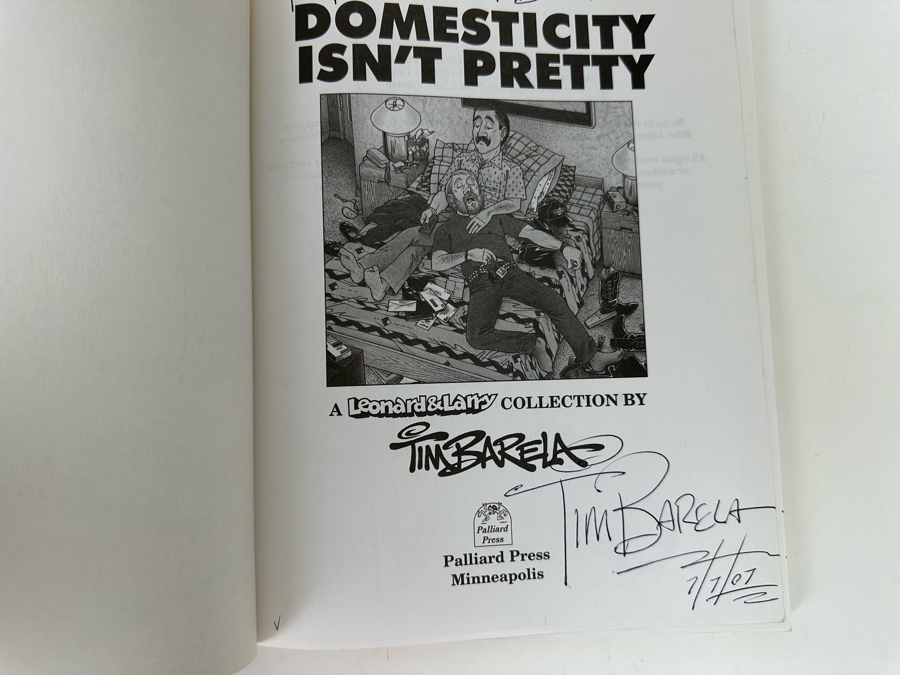 DOMESTICITY
ISN'T PRETTY
A Leonard&Larry COLLECTION BY
TIM BARELA
TIM BARELA
Palliard
Press
Palliard Press
Minneapolis
7/7/07